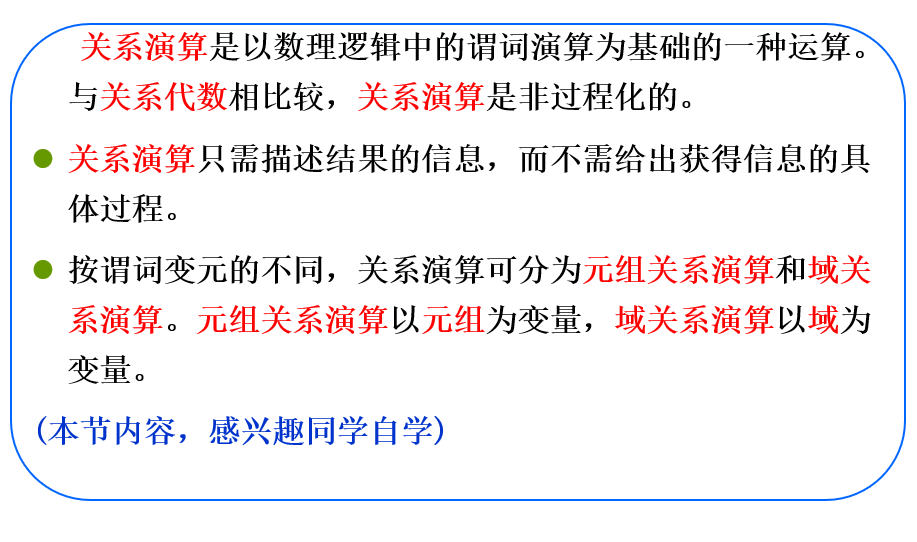 关系演算是以数理逻辑中的谓词演算为基础的一种运算。
与关系代数相比较，关系演算是非过程化的。
关系演算只需描述结果的信息，而不需给出获得信息的具
体过程。
按谓词变元的不同，关系演算可分为元组关系演算和域关
系演算。元组关系演算以元组为变量，域关系演算以域为
变量。
(本节内容，感兴趣同学自学)